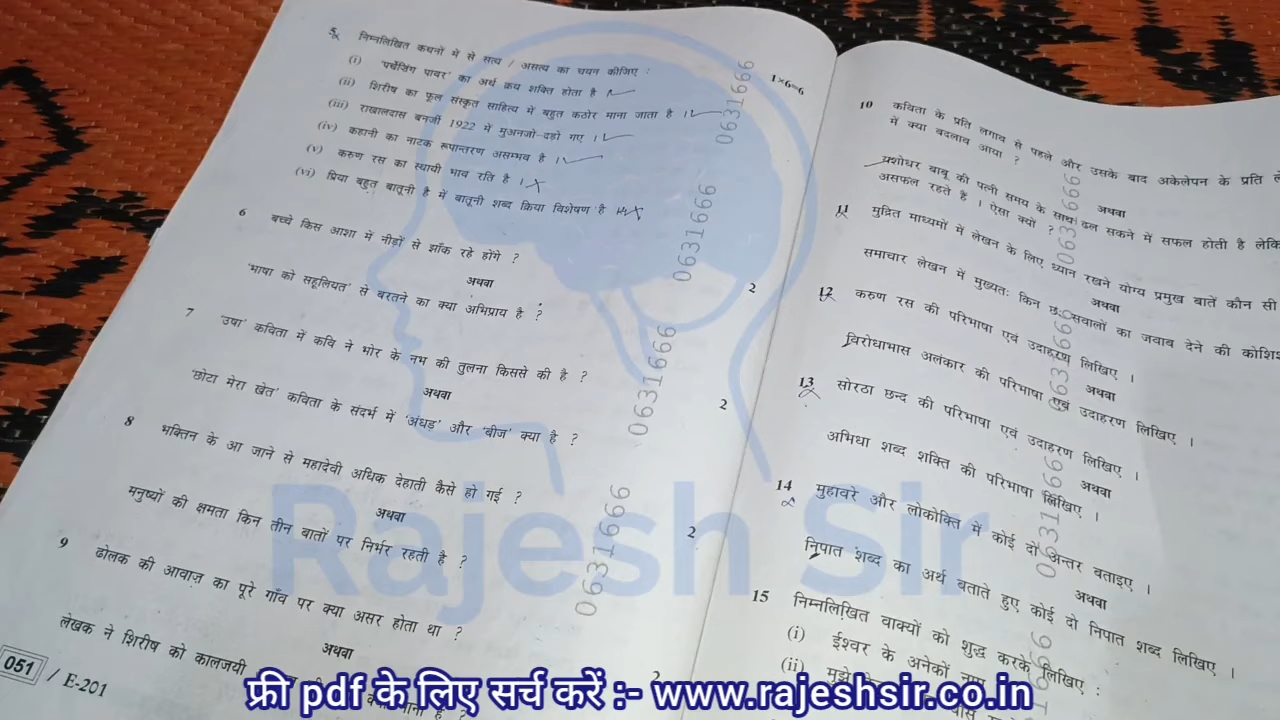 5 निम्नलिखित कथनों में से सत्य / असत्य का चयन कीजिए : 1×6=6
(i) 'पर्चेजिंग पावर' का अर्थ क्रय शक्ति होता है ।
(ii) शिरीष का फूल संस्कृत साहित्य में बहुत कठोर माना जाता है ।
(iii) राखालदास बनर्जी 1922 में मुअनजो-दड़ो गए ।
(iv) कहानी का नाटक रूपान्तरण असम्भव है ।
(v) करुण रस का स्थायी भाव रति है ।
(vi) प्रिया बहुत बातूनी है में बातूनी शब्द क्रिया विशेषण है
6 बच्चे किस आशा में नीड़ों से झाँक रहे होंगे ?
अथवा 2
'भाषा को सहूलियत' से बरतने का क्या अभिप्राय है ?
7 'उषा' कविता में कवि ने भोर के नभ की तुलना किससे की है ?
अथवा 2
'छोटा मेरा खेत' कविता के संदर्भ में 'अंधड़' और 'बीज' क्या है ?
8 भक्तिन के आ जाने से महादेवी अधिक देहाती कैसे हो गई ?
अथवा 2
मनुष्यों की क्षमता किन तीन बातों पर निर्भर रहती है ?
9 ढोलक की आवाज़ का पूरे गाँव पर क्या असर होता था ?
अथवा 2
लेखक ने शिरीष को कालजयी
051 / E-201
10 कविता के प्रति लगाव से पहले और उसके बाद अकेलेपन के प्रति
में क्या बदलाव आया ?
अथवा
यशोधर बाबू की पत्नी समय के साथ ढल सकने में सफल होती है
असफल रहते हैं । ऐसा क्यों ?
11 मुद्रित माध्यमों में लेखन के लिए ध्यान रखने योग्य प्रमुख बातें कौन सी
अथवा
समाचार लेखन में मुख्यतः किन छः सवालों का जवाब देने की
12 करुण रस की परिभाषा एवं उदाहरण लिखिए ।
अथवा
विरोधाभास अलंकार की परिभाषा एवं उदाहरण लिखिए ।
13 सोरठा छन्द की परिभाषा एवं उदाहरण लिखिए ।
अथवा
अभिधा शब्द शक्ति की परिभाषा लिखिए ।
14 मुहावरे और लोकोक्ति में कोई दो अन्तर बताइए ।
अथवा
निपात शब्द का अर्थ बताते हुए कोई दो निपात शब्द लिखिए ।
15 निम्नलिखित वाक्यों को शुद्ध करके लिखिए :
(i) ईश्वर के अनेकों नाम
(ii) मुझे
0631666
0631666
0631666
0631666
0631666
0631666
0631666
Rajesh Sir
फ्री pdf के लिए सर्च करें :- www.rajeshsir.co.in